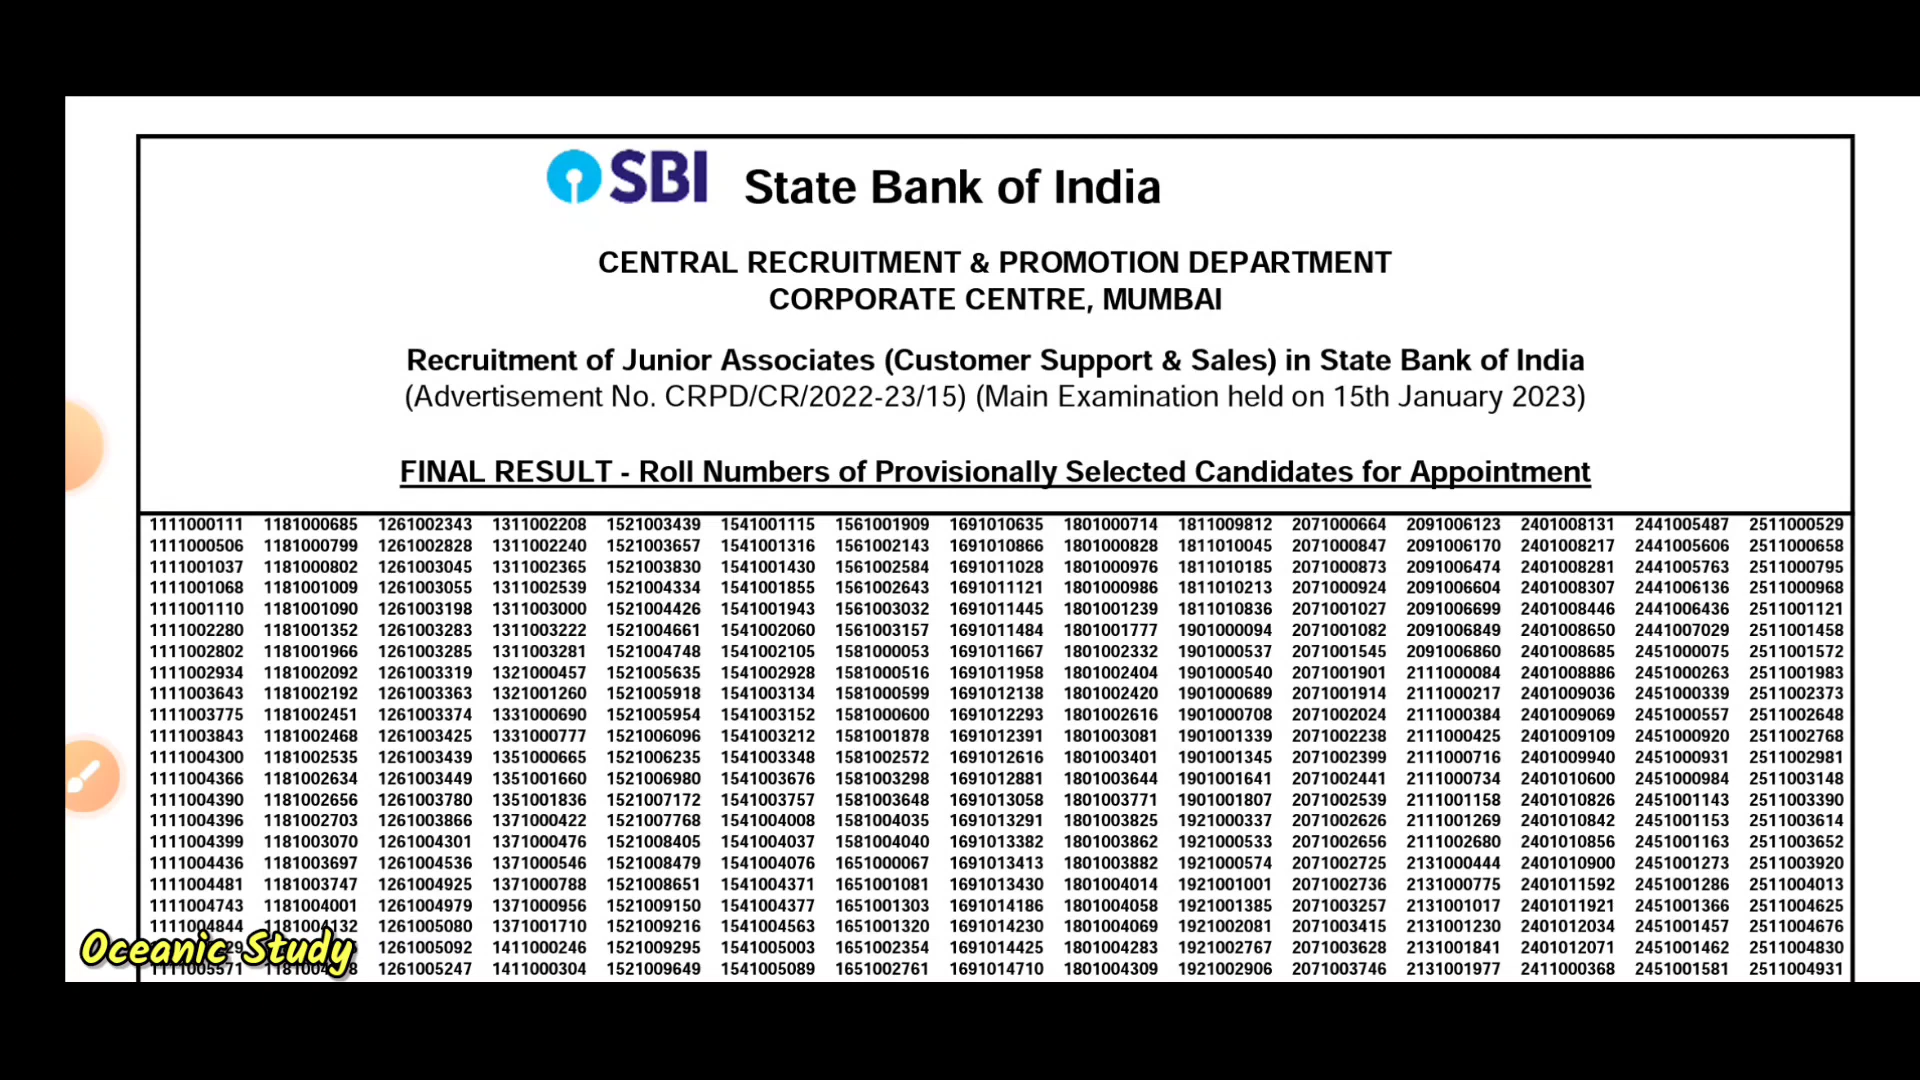 SBI State Bank of India
CENTRAL RECRUITMENT & PROMOTION DEPARTMENT
CORPORATE CENTRE, MUMBAI
Recruitment of Junior Associates (Customer Support & Sales) in State Bank of India
(Advertisement No. CRPD/CR/2022-23/15) (Main Examination held on 15th January 2023)
FINAL RESULT - Roll Numbers of Provisionally Selected Candidates for Appointment
1111000111 1181000685 1261002343 1311002208 1521003439 1541001115 1561001909 1691010635 1801000714 1811009812 2071000664 2091006123 2401008131 2441005487 2511000529
1111000506 1181000799 1261002828 1311002240 1521003657 1541001316 1561002143 1691010866 1801000828 1811010045 2071000847 2091006170 2401008217 2441005606 2511000658
1111001037 1181000802 1261003045 1311002365 1521003830 1541001430 1561002584 1691011028 1801000976 1811010185 2071000873 2091006474 2401008281 2441005763 2511000795
1111001068 1181001009 1261003055 1311002539 1521004334 1541001855 1561002643 1691011121 1801000986 1811010213 2071000924 2091006604 2401008307 2441006136 2511000968
1111001110 1181001090 1261003198 1311003000 1521004426 1541001943 1561003032 1691011445 1801001239 1811010836 2071001027 2091006699 2401008446 2441006436 2511001121
1111002280 1181001352 1261003283 1311003222 1521004661 1541002060 1561003157 1691011484 1801001777 1901000094 2071001082 2091006849 2401008650 2441007029 2511001458
1111002802 1181001966 1261003285 1311003281 1521004748 1541002105 1581000053 1691011667 1801002332 1901000537 2071001545 2091006860 2401008685 2451000075 2511001572
1111002934 1181002092 1261003319 1321000457 1521005635 1541002928 1581000516 1691011958 1801002404 1901000540 2071001901 2111000084 2401008886 2451000263 2511001983
1111003643 1181002192 1261003363 1321001260 1521005918 1541003134 1581000599 1691012138 1801002420 1901000689 2071001914 2111000217 2401009036 2451000339 2511002373
1111003775 1181002451 1261003374 1331000690 1521005954 1541003152 1581000600 1691012293 1801002616 1901000708 2071002024 2111000384 2401009069 2451000557 2511002648
1111003843 1181002468 1261003425 1331000777 1521006096 1541003212 1581001878 1691012391 1801003081 1901001339 2071002238 2111000425 2401009109 2451000920 2511002768
1111004300 1181002535 1261003439 1351000665 1521006235 1541003348 1581002572 1691012616 1801003401 1901001345 2071002399 2111000716 2401009940 2451000931 2511002981
1111004366 1181002634 1261003449 1351001660 1521006980 1541003676 1581003298 1691012881 1801003644 1901001641 2071002441 2111000734 2401010600 2451000984 2511003148
1111004390 1181002656 1261003780 1351001836 1521007172 1541003757 1581003648 1691013058 1801003771 1901001807 2071002539 2111001158 2401010826 2451001143 2511003390
1111004396 1181002703 1261003866 1371000422 1521007768 1541004008 1581004035 1691013291 1801003825 1921000337 2071002626 2111001269 2401010842 2451001153 2511003614
1111004399 1181003070 1261004301 1371000476 1521008405 1541004037 1581004040 1691013382 1801003862 1921000533 2071002656 2111002680 2401010856 2451001163 2511003652
1111004436 1181003697 1261004536 1371000546 1521008479 1541004076 1651000067 1691013413 1801003882 1921000574 2071002725 2131000444 2401010900 2451001273 2511003920
1111004481 1181003747 1261004925 1371000788 1521008651 1541004371 1651001081 1691013430 1801004014 1921001001 2071002736 2131000775 2401011592 2451001286 2511004013
1111004743 1181004001 1261004979 1371000956 1521009150 1541004377 1651001303 1691014186 1801004058 1921001385 2071003257 2131001017 2401011921 2451001366 2511004625
1111004844 1181004132 1261005080 1371001710 1521009216 1541004563 1651001320 1691014230 1801004069 1921002081 2071003415 2131001230 2401012034 2451001457 2511004676
1261005092 1411000246 1521009295 1541005003 1651002354 1691014425 1801004283 1921002767 2071003628 2131001841 2401012071 2451001462 2511004830
1111005571 1261005247 1411000304 1521009649 1541005089 1651002761 1691014710 1801004309 1921002906 2071003746 2131001977 2411000368 2451001581 2511004931
Oceanic Study